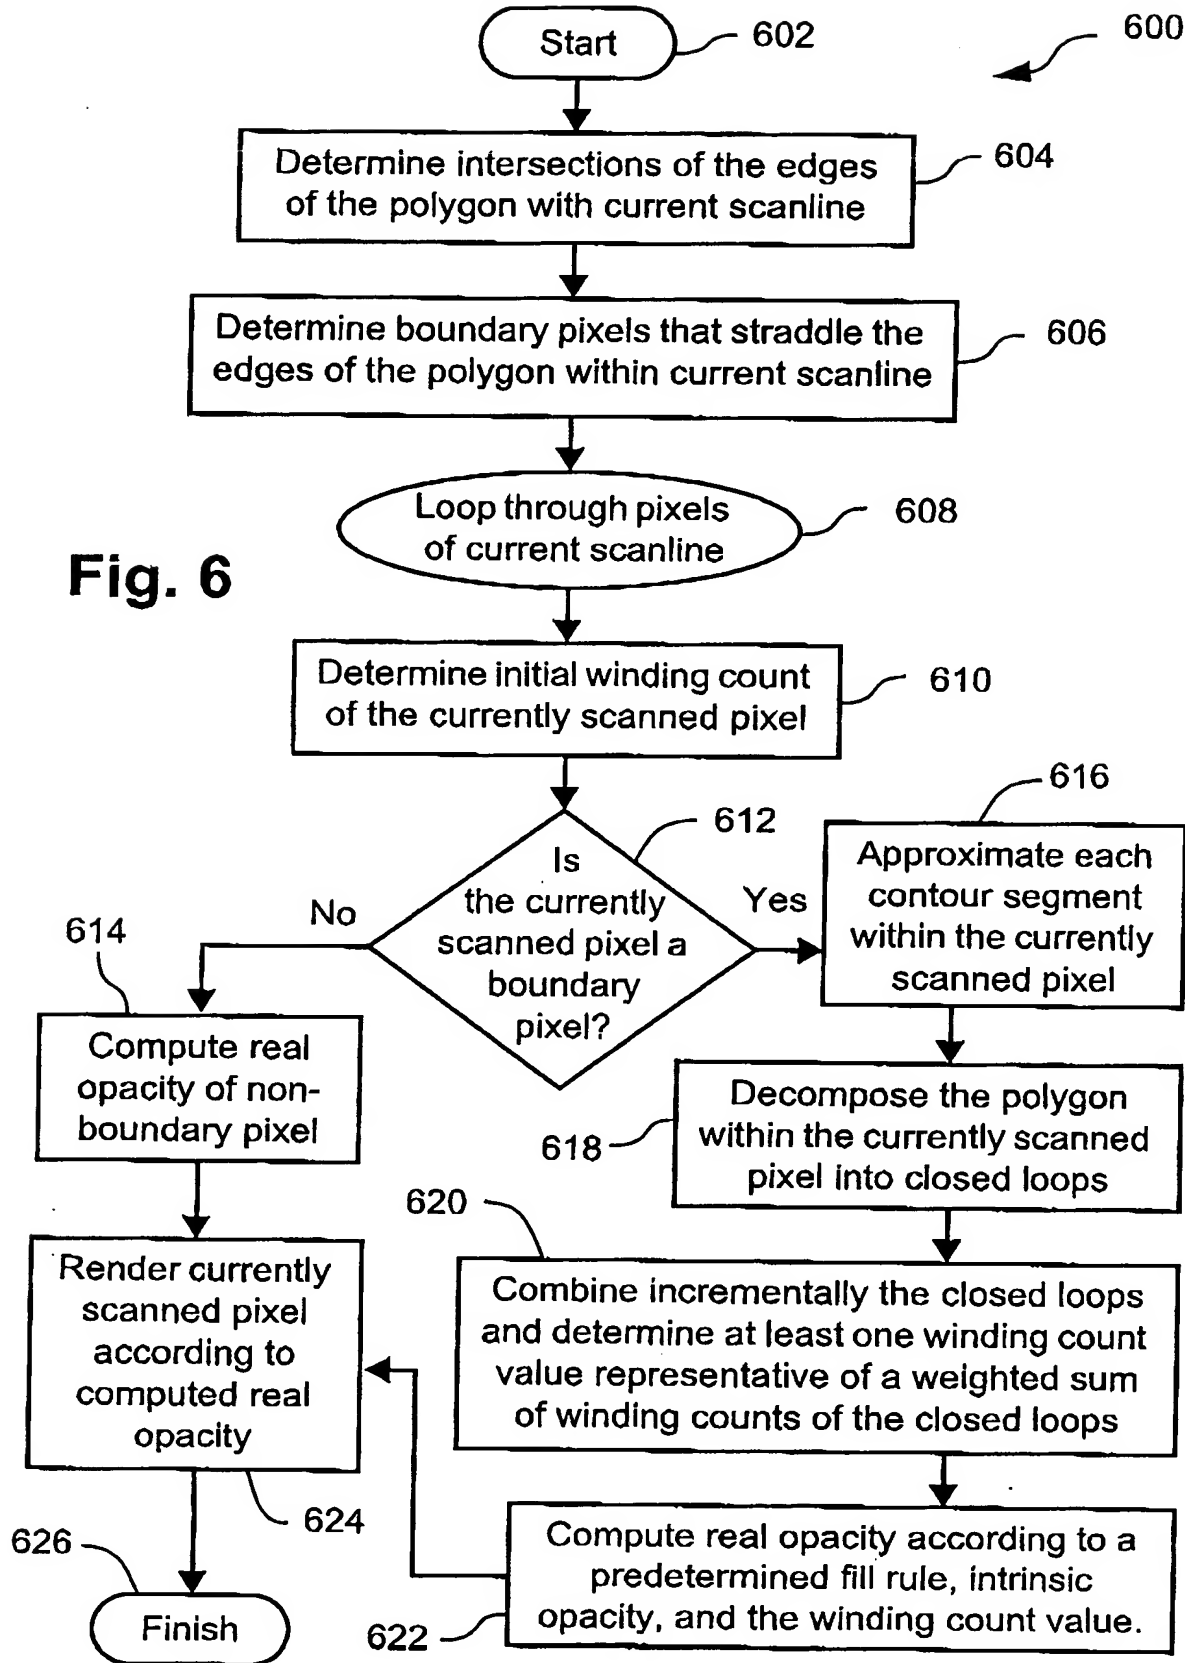 Start
602
600
Determine intersections of the edges
of the polygon with current scanline
604
Determine boundary pixels that straddle the
edges of the polygon within current scanline
606
Loop through pixels
of current scanline
608
Fig. 6
Determine initial winding count
of the currently scanned pixel
610
612
Is
the currently
scanned pixel a
boundary
pixel?
No
Yes
616
Approximate each
contour segment
within the currently
scanned pixel
614
Compute real
opacity of non-
boundary pixel
618
Decompose the polygon
within the currently scanned
pixel into closed loops
620
Combine incrementally the closed loops
and determine at least one winding count
value representative of a weighted sum
of winding counts of the closed loops
Render currently
scanned pixel
according to
computed real
opacity
624
622
Compute real opacity according to a
predetermined fill rule, intrinsic
opacity, and the winding count value.
626
Finish